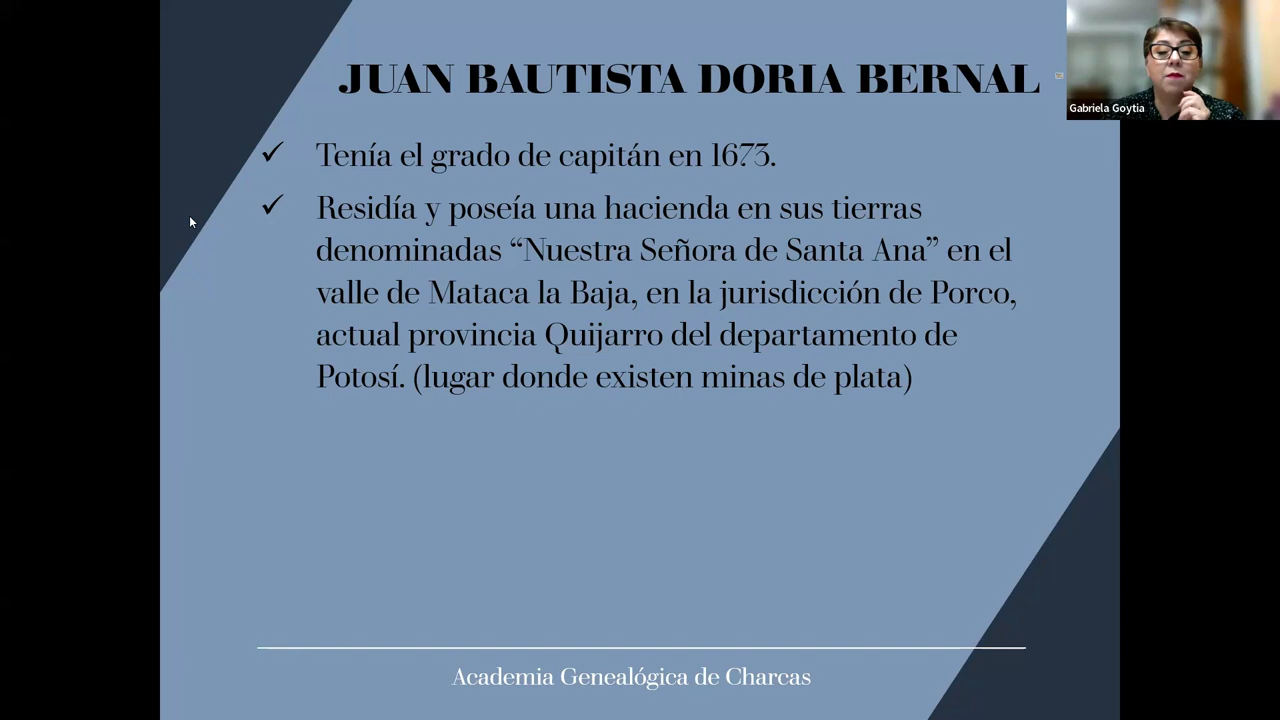 JUAN BAUTISTA DORIA BERNAL
Gabriela Goytia
✓ Tenía el grado de capitán en 1673.
✓ Residía y poseía una hacienda en sus tierras
denominadas “Nuestra Señora de Santa Ana” en el
valle de Mataca la Baja, en la jurisdicción de Porco,
actual provincia Quijarro del departamento de
Potosí. (lugar donde existen minas de plata)
Academia Genealógica de Charcas